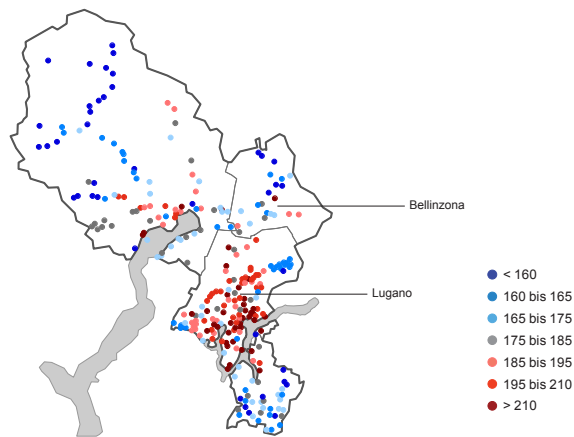 Bellinzona
Lugano
< 160
160 bis 165
165 bis 175
175 bis 185
185 bis 195
195 bis 210
> 210